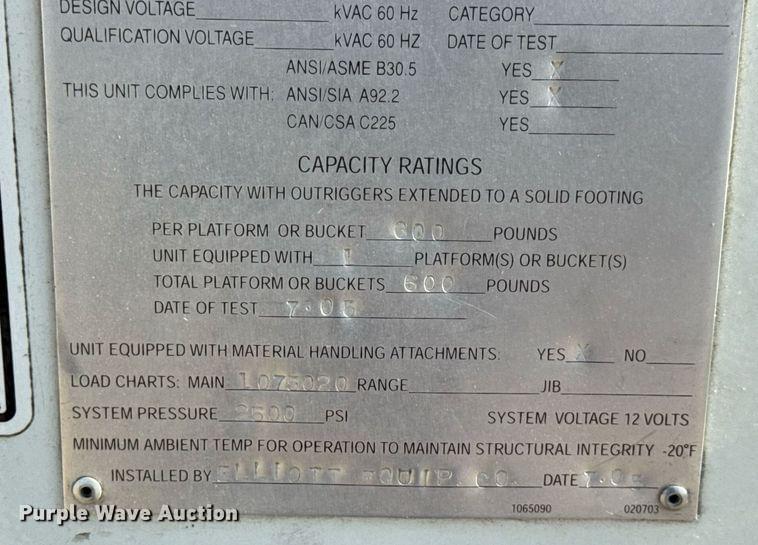 DESIGN VOLTAGE kVAC 60 Hz CATEGORY
QUALIFICATION VOLTAGE kVAC 60 HZ DATE OF TEST
ANSI/ASME B30.5 YES X
THIS UNIT COMPLIES WITH: ANSI/SIA A92.2 YES X
CAN/CSA C225 YES
CAPACITY RATINGS
THE CAPACITY WITH OUTRIGGERS EXTENDED TO A SOLID FOOTING
PER PLATFORM OR BUCKET 600 POUNDS
UNIT EQUIPPED WITH 1 PLATFORM(S) OR BUCKET(S)
TOTAL PLATFORM OR BUCKETS 600 POUNDS
DATE OF TEST 7-05
UNIT EQUIPPED WITH MATERIAL HANDLING ATTACHMENTS: YES X NO
LOAD CHARTS: MAIN 1075020 RANGE JIB
SYSTEM PRESSURE 2500 PSI SYSTEM VOLTAGE 12 VOLTS
MINIMUM AMBIENT TEMP FOR OPERATION TO MAINTAIN STRUCTURAL INTEGRITY -20°F
INSTALLED BY ELLIOTT EQUIP. CO. DATE 7-05
1065090 020703
Purple Wave Auction